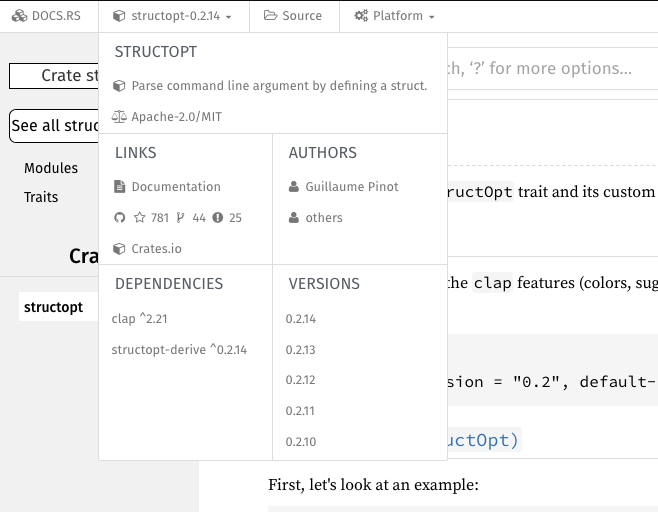 DOCS.RS structopt-0.2.14 Source Platform
STRUCTOPT
Parse command line argument by defining a struct.
Apache-2.0/MIT
LINKS
Documentation
781 44 25
Crates.io
AUTHORS
Guillaume Pinot
others
DEPENDENCIES
clap ^2.21
structopt-derive ^0.2.14
VERSIONS
0.2.14
0.2.13
0.2.12
0.2.11
0.2.10
Crate st
See all struc
Modules
Traits
Cra
structopt
ch, ‘?’ for more options...
ructOpt trait and its custom
the clap features (colors, sug
sion = "0.2", default-
uctOpt)
First, let's look at an example: